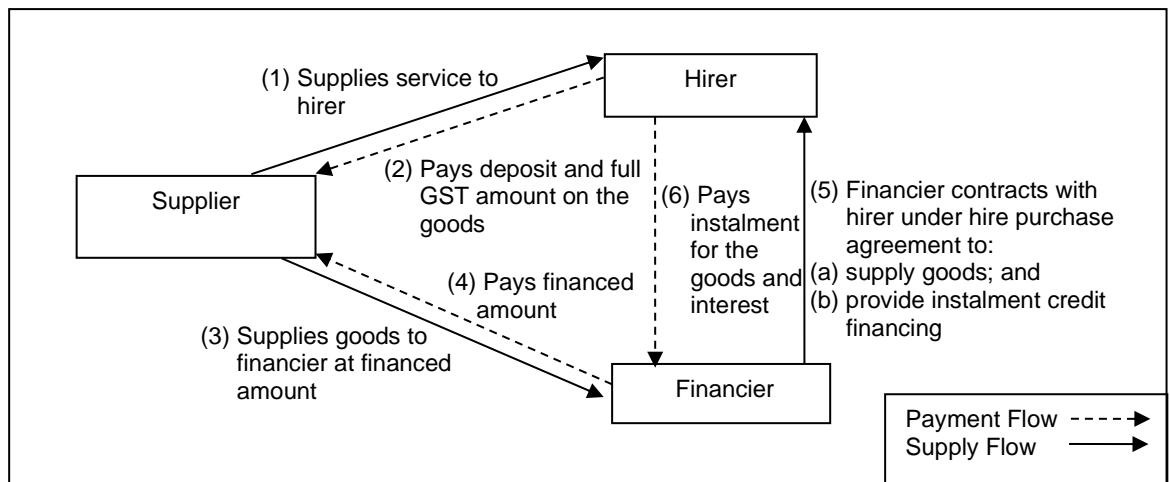 Hirer
(1) Supplies service to
hirer
Supplier
(2) Pays deposit and full
GST amount on the
goods
(6) Pays
instalment
for the
goods and
interest
(5) Financier contracts with
hirer under hire purchase
agreement to:
(a) supply goods; and
(b) provide instalment credit
financing
(4) Pays financed
amount
(3) Supplies goods to
financier at financed
amount
Financier
Payment Flow
Supply Flow